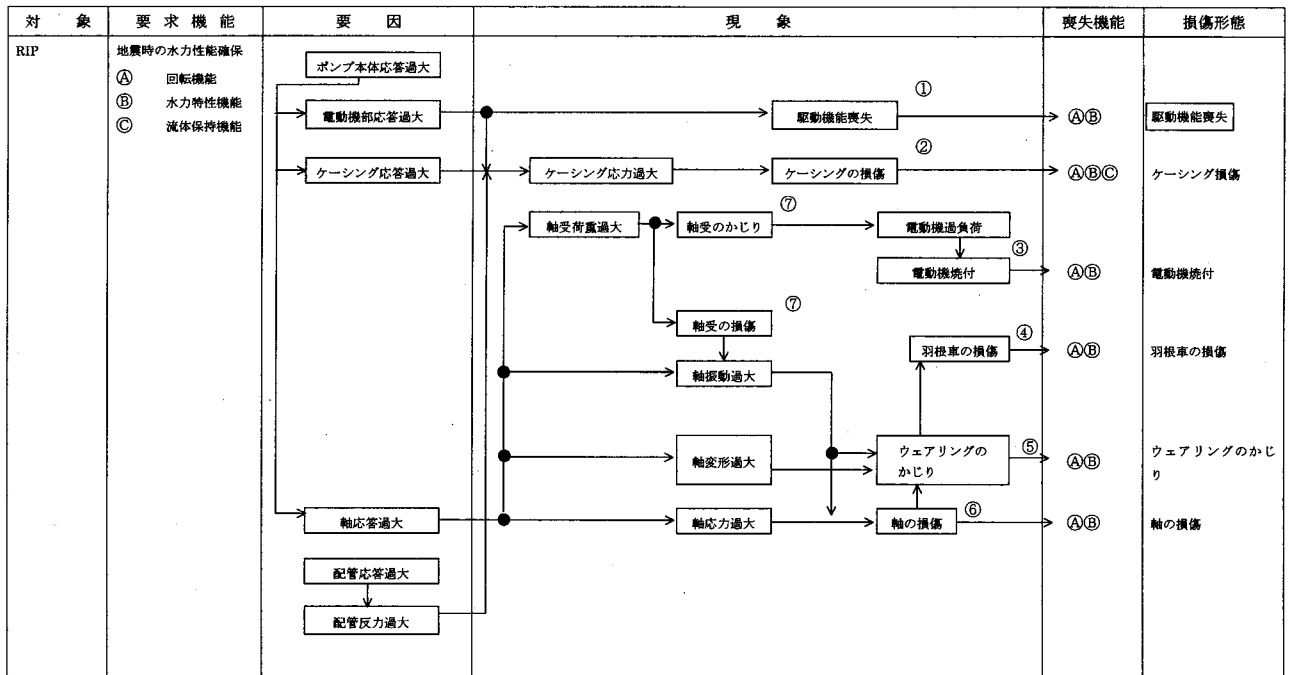 対象 要求機能 要因 現象 喪失機能 損傷形態
RIP
地震時の水力性能確保
Ⓐ 回転機能
Ⓑ 水力特性機能
Ⓒ 流体保持機能
ポンプ本体応答過大
電動機部応答過大
駆動機能喪失
①
ⒶⒷ
駆動機能喪失
ケーシング応答過大
ケーシング応力過大
ケーシングの損傷
②
ⒶⒷⒸ
ケーシング損傷
軸受荷重過大
軸受のかじり
⑦
電動機過負荷
電動機焼付
③
ⒶⒷ
電動機焼付
軸受の損傷
⑦
羽根車の損傷
④
ⒶⒷ
羽根車の損傷
軸振動過大
軸変形過大
ウェアリングの
かじり
⑤
ⒶⒷ
ウェアリングのかじ
り
軸応答過大
軸応力過大
軸の損傷
⑥
ⒶⒷ
軸の損傷
配管応答過大
配管反力過大